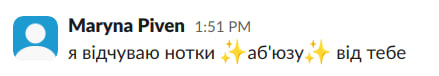 Maryna Piven 1:51 PM
я відчуваю нотки ✨аб'юзу✨ від тебе